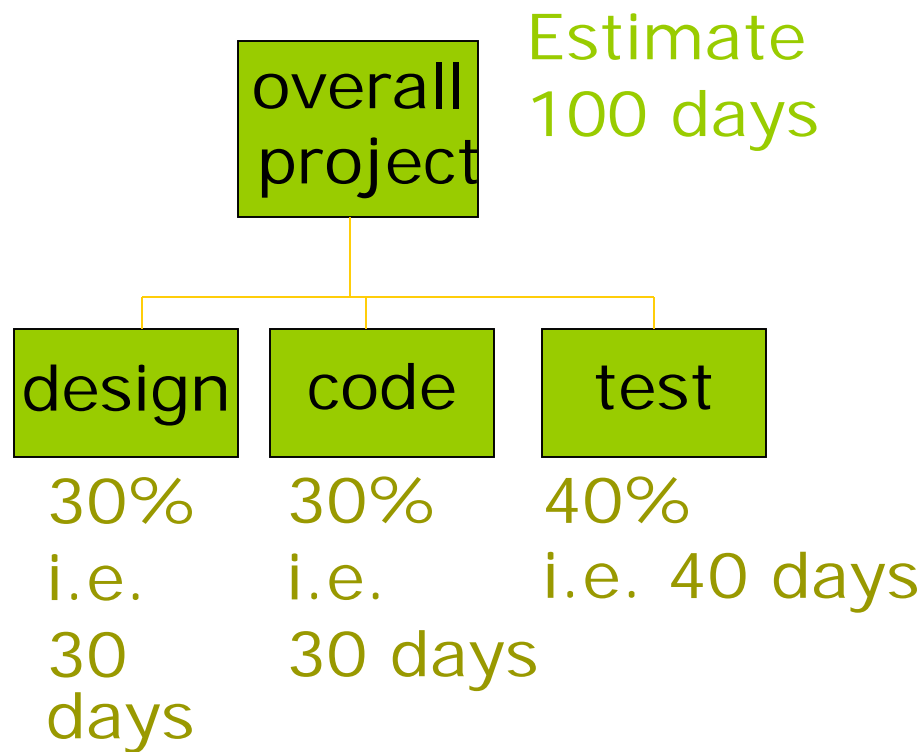 overall
project
Estimate
100 days
design
code
test
30%
i.e.
30
days
30%
i.e.
30 days
40%
i.e. 40 days